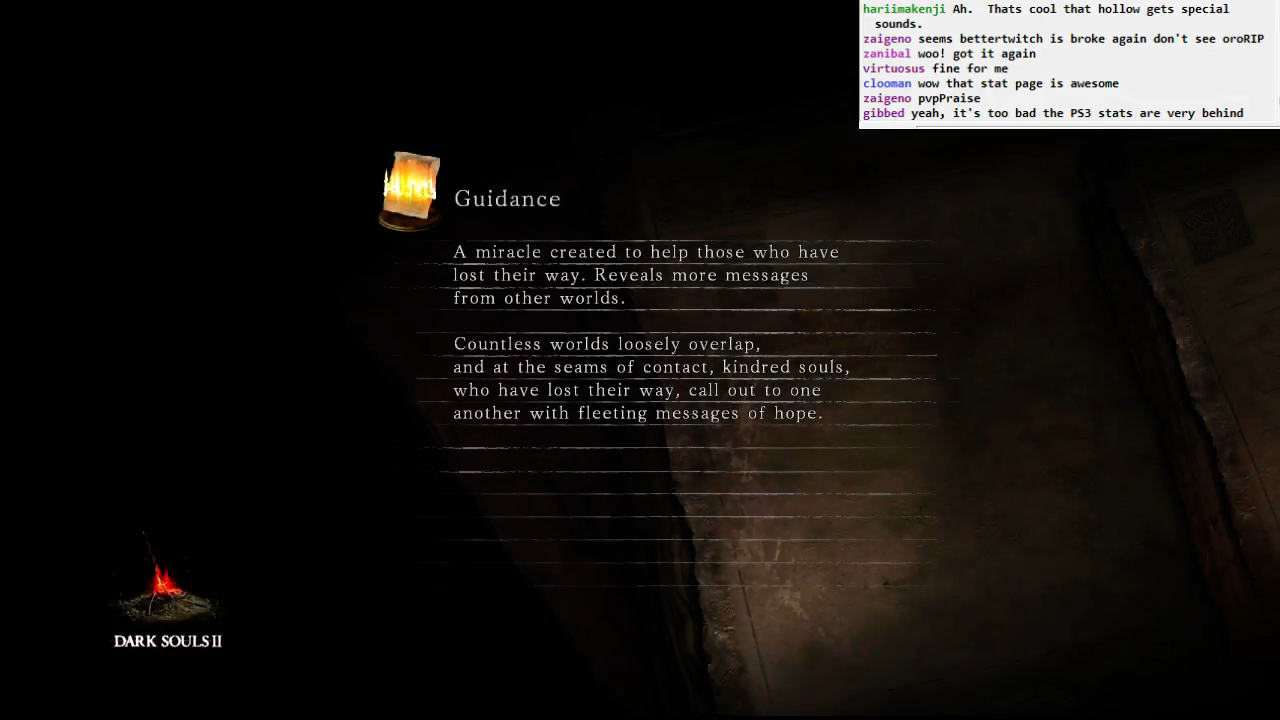 hariimakenji Ah. Thats cool that hollow gets special
sounds.
zaigeno seems bettertwitch is broke again don't see oroRIP
zanibal woo! got it again
virtuosus fine for me
clooman wow that stat page is awesome
zaigeno pvpPraise
gibbed yeah, it's too bad the PS3 stats are very behind
Guidance
A miracle created to help those who have
lost their way. Reveals more messages
from other worlds.
Countless worlds loosely overlap,
and at the seams of contact, kindred souls,
who have lost their way, call out to one
another with fleeting messages of hope.
DARK SOULS II